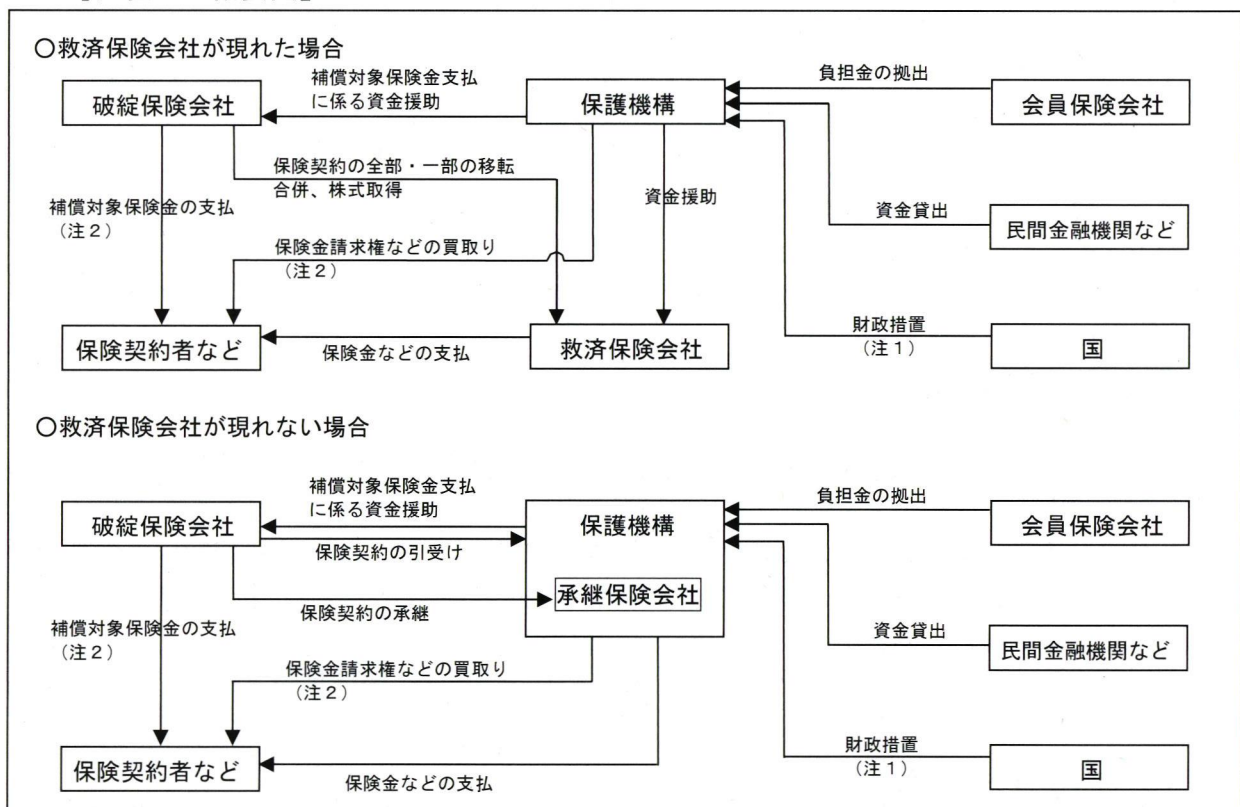 ○救済保険会社が現れた場合
破綻保険会社
補償対象保険金支払
に係る資金援助
保護機構
負担金の拠出
会員保険会社
保険契約の全部・一部の移転
合併、株式取得
補償対象保険金の支払
（注２）
資金援助
資金貸出
民間金融機関など
保険金請求権などの買取り
（注２）
保険契約者など
保険金などの支払
救済保険会社
財政措置
（注１）
国
○救済保険会社が現れない場合
破綻保険会社
補償対象保険金支払
に係る資金援助
保険契約の引受け
保護機構
負担金の拠出
会員保険会社
承継保険会社
保険契約の承継
補償対象保険金の支払
（注２）
資金貸出
民間金融機関など
保険金請求権などの買取り
（注２）
保険契約者など
保険金などの支払
財政措置
（注１）
国